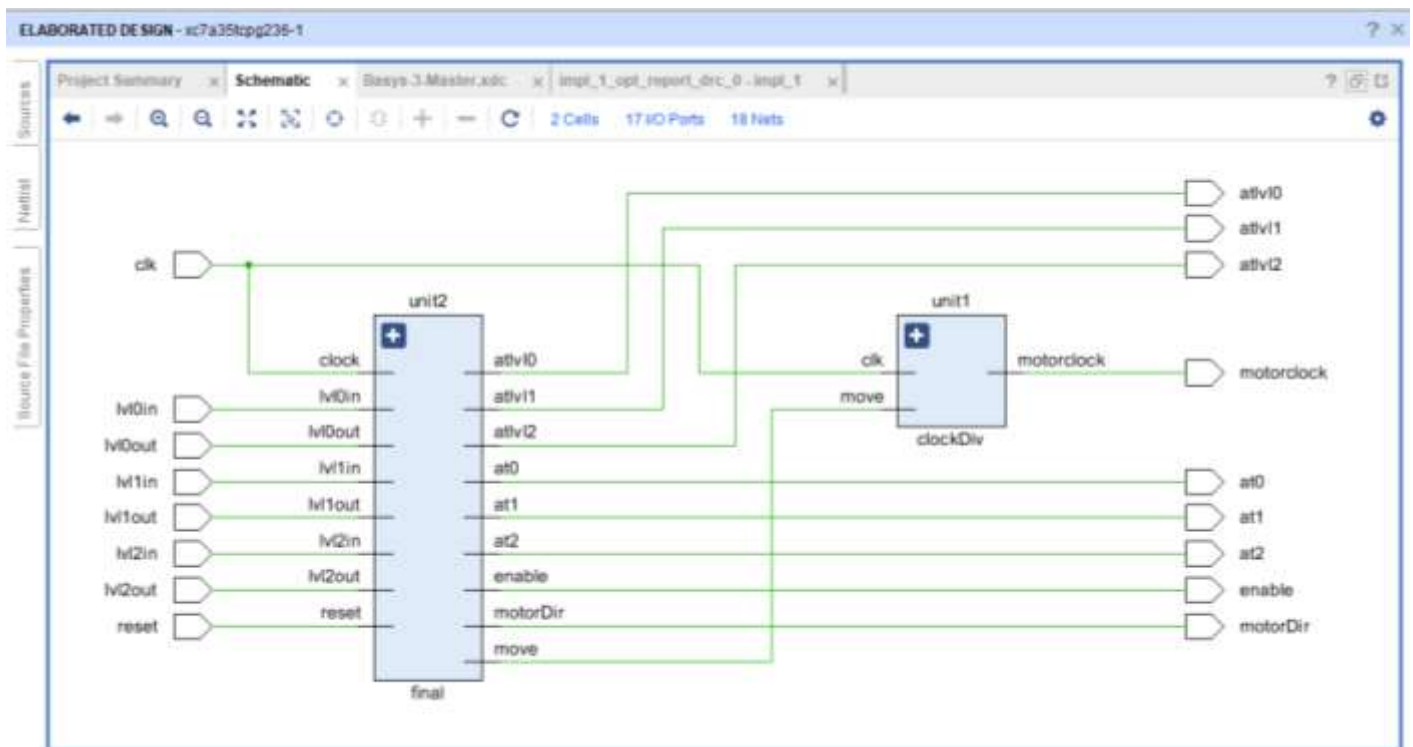 ELABORATED DESIGN - xc7a35tcpg236-1
? ×
Sources
Netlist
Source File Properties
Project Summary × Schematic × Basys-3-Master.xdc × impl_1_opt_report_drc_0 - impl_1 ×
?
2 Cells 17 I/O Ports 18 Nets
atlvl0
atlvl1
clk
atlvl2
unit2
unit1
clock
atlvl0
clk
motorclock
motorclock
lvl0in
lvl0in
atlvl1
move
lvl0out
lvl0out
atlvl2
clockDiv
lvl1in
lvl1in
at0
at0
lvl1out
lvl1out
at1
at1
lvl2in
lvl2in
at2
at2
lvl2out
lvl2out
enable
enable
reset
reset
motorDir
motorDir
move
final